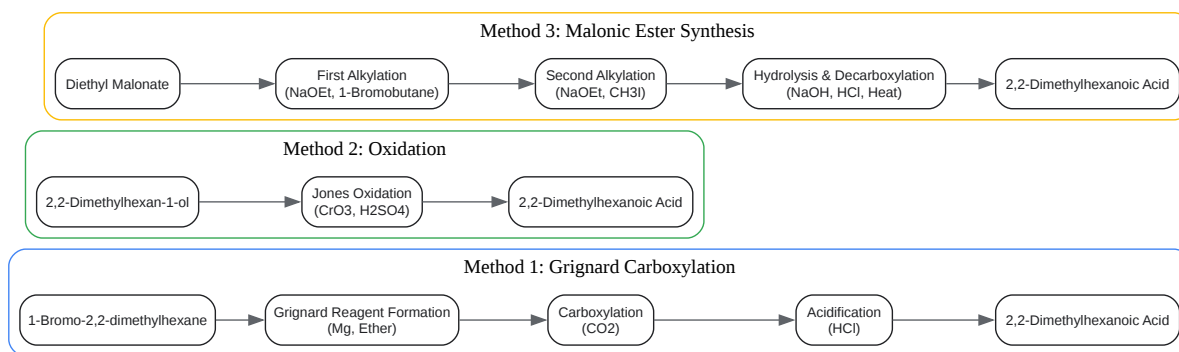 Method 3: Malonic Ester Synthesis
Diethyl Malonate
First Alkylation
(NaOEt, 1-Bromobutane)
Second Alkylation
(NaOEt, CH3I)
Hydrolysis & Decarboxylation
(NaOH, HCl, Heat)
2,2-Dimethylhexanoic Acid
Method 2: Oxidation
2,2-Dimethylhexan-1-ol
Jones Oxidation
(CrO3, H2SO4)
2,2-Dimethylhexanoic Acid
Method 1: Grignard Carboxylation
1-Bromo-2,2-dimethylhexane
Grignard Reagent Formation
(Mg, Ether)
Carboxylation
(CO2)
Acidification
(HCl)
2,2-Dimethylhexanoic Acid